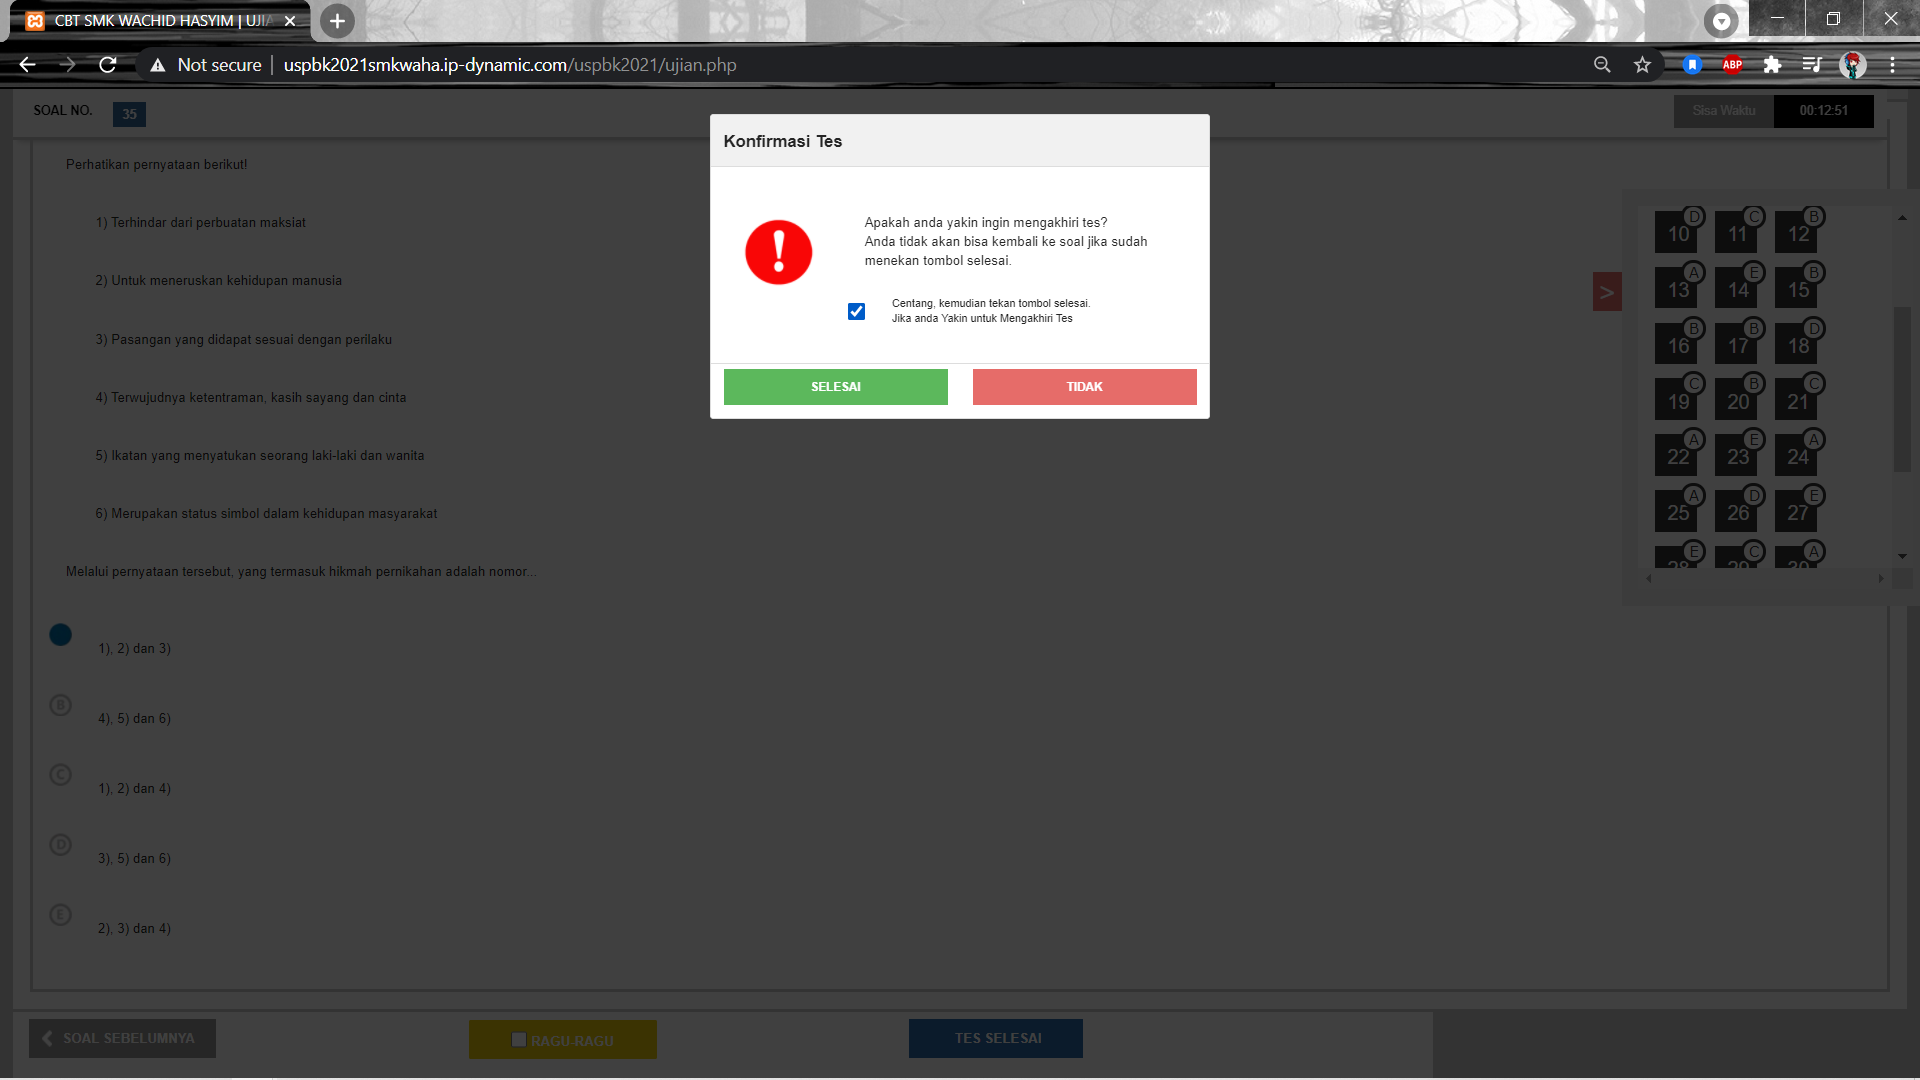 CBT SMK WACHID HASYIM | UJIA
Not secure
uspbk2021smkwaha.ip-dynamic.com/uspbk2021/ujian.php
ABP
SOAL NO. 35
Sisa Waktu 00:12:51
Konfirmasi Tes
Apakah anda yakin ingin mengakhiri tes?
Anda tidak akan bisa kembali ke soal jika sudah
menekan tombol selesai.
Centang, kemudian tekan tombol selesai.
Jika anda Yakin untuk Mengakhiri Tes
SELESAI TIDAK
Perhatikan pernyataan berikut!
1) Terhindar dari perbuatan maksiat
2) Untuk meneruskan kehidupan manusia
3) Pasangan yang didapat sesuai dengan perilaku
4) Terwujudnya ketentraman, kasih sayang dan cinta
5) Ikatan yang menyatukan seorang laki-laki dan wanita
6) Merupakan status simbol dalam kehidupan masyarakat
Melalui pernyataan tersebut, yang termasuk hikmah pernikahan adalah nomor...
1), 2) dan 3)
B
4), 5) dan 6)
C
1), 2) dan 4)
D
3), 5) dan 6)
E
2), 3) dan 4)
>
D C B
10 11 12
A E B
13 14 15
B B D
16 17 18
C B C
19 20 21
A E A
22 23 24
A D E
25 26 27
E C A
28 29 30
SOAL SEBELUMNYA
RAGU-RAGU
TES SELESAI